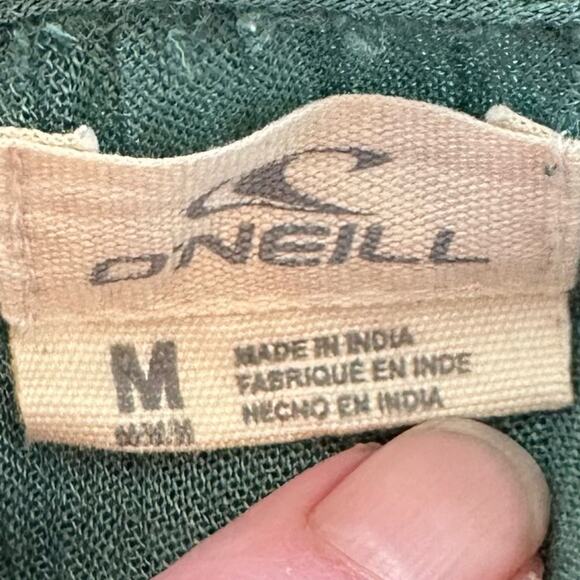 O'NEILL
M
M/M/M
MADE IN INDIA
FABRIQUÉ EN INDE
HECHO EN INDIA